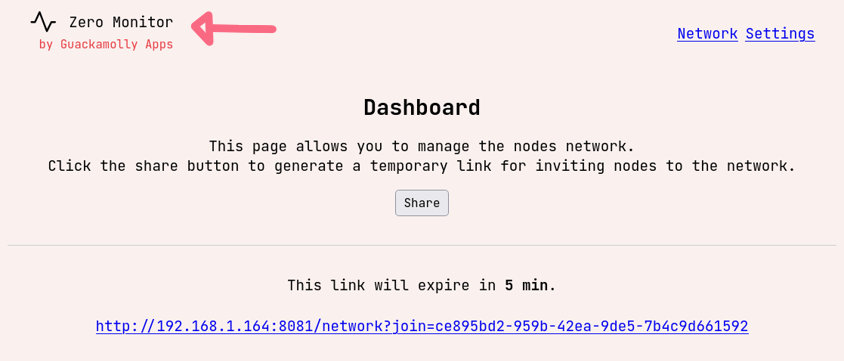 Zero Monitor
by Guackamolly Apps
Network Settings
Dashboard
This page allows you to manage the nodes network.
Click the share button to generate a temporary link for inviting nodes to the network.
Share
This link will expire in 5 min.
http://192.168.1.164:8081/network?join=ce895bd2-959b-42ea-9de5-7b4c9d661592